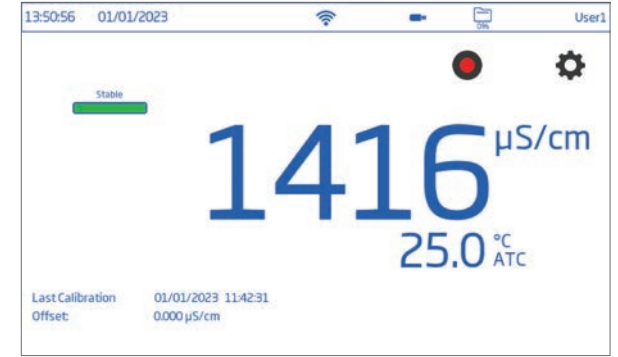 13:50:56 01/01/2023 0% User1
Stable
1416 µS/cm
25.0 °C
ATC
Last Calibration 01/01/2023 11:42:31
Offset: 0.000 µS/cm